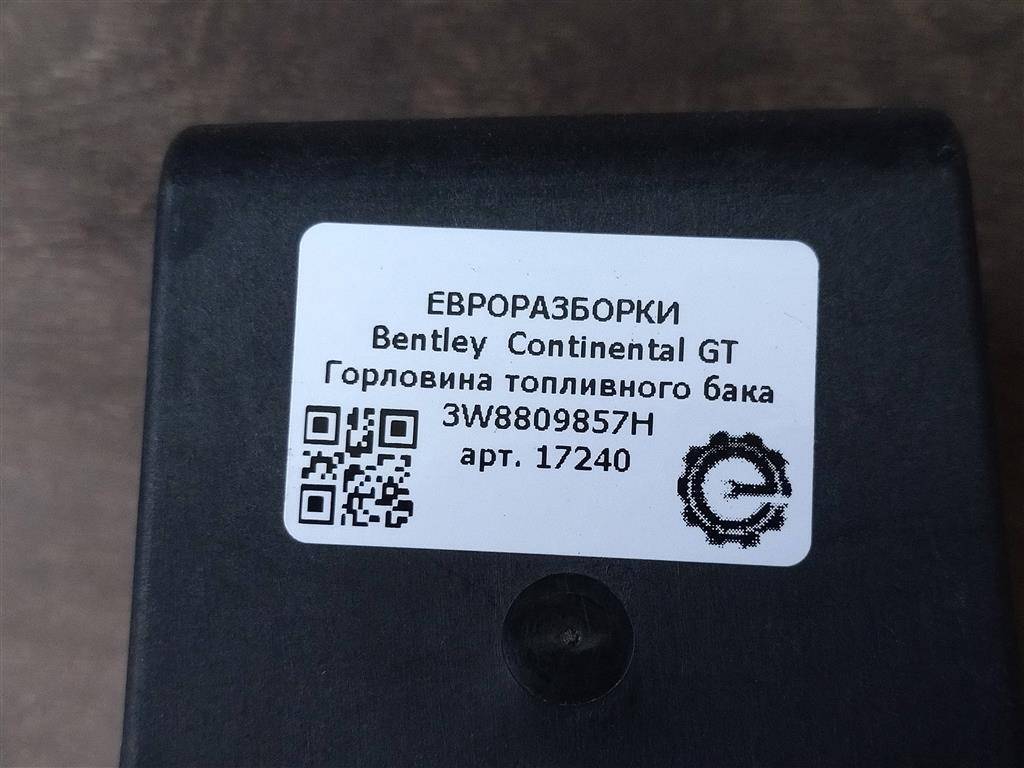 ЕВРОРАЗБОРКИ
Bentley Continental GT
Горловина топливного бака
3W8809857H
арт. 17240